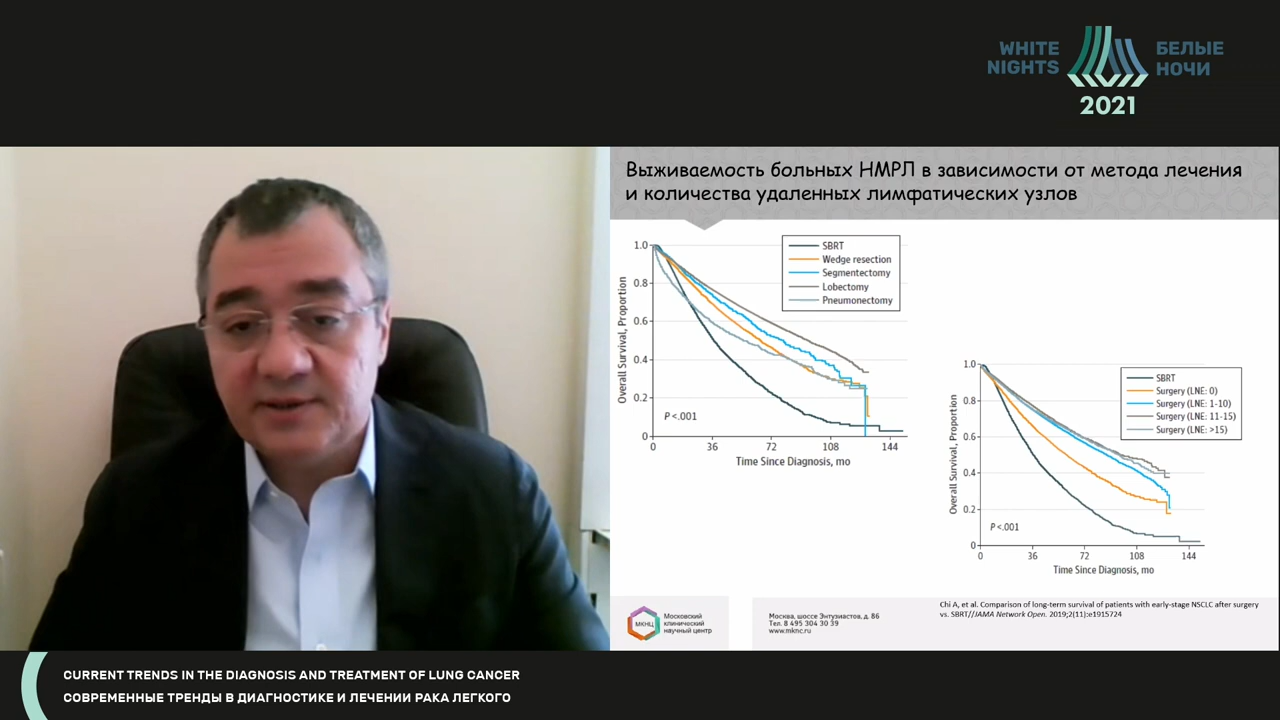 WHITE
NIGHTS
БЕЛЫЕ
НОЧИ
2021
Выживаемость больных НМРЛ в зависимости от метода лечения
и количества удаленных лимфатических узлов
Overall Survival, Proportion
1.0
0.8
0.6
0.4
0.2
0
SBRT
Wedge resection
Segmentectomy
Lobectomy
Pneumonectomy
P <.001
0 36 72 108 144
Time Since Diagnosis, mo
Overall Survival, Proportion
1.0
0.8
0.6
0.4
0.2
0
SBRT
Surgery (LNE: 0)
Surgery (LNE: 1-10)
Surgery (LNE: 11-15)
Surgery (LNE: >15)
P <.001
0 36 72 108 144
Time Since Diagnosis, mo
МКНЦ
Московский
клинический
научный центр
Москва, шоссе Энтузиастов, д. 86
Тел. 8 495 304 30 39
www.mknc.ru
Chi A, et al. Comparison of long-term survival of patients with early-stage NSCLC after surgery
vs. SBRT//JAMA Network Open. 2019;2(11):e1915724
CURRENT TRENDS IN THE DIAGNOSIS AND TREATMENT OF LUNG CANCER
СОВРЕМЕННЫЕ ТРЕНДЫ В ДИАГНОСТИКЕ И ЛЕЧЕНИИ РАКА ЛЕГКОГО